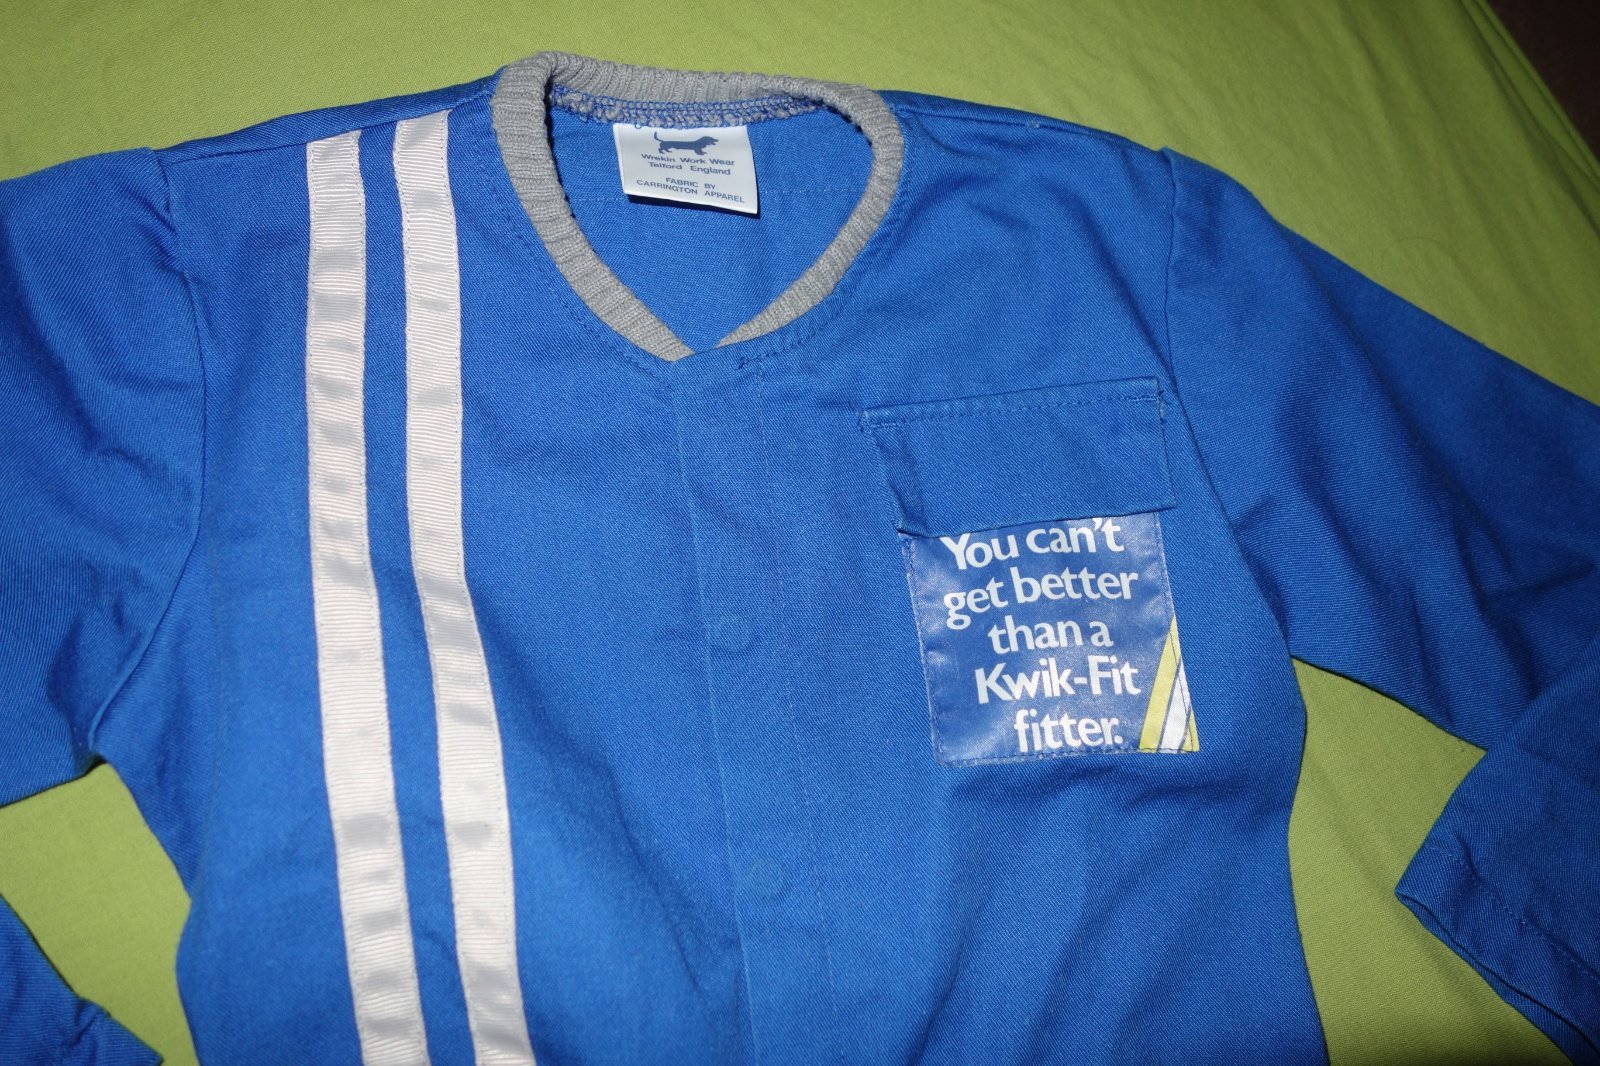 Wrekin Work Wear
Telford England
FABRIC BY
CARRINGTON APPAREL
You can't
get better
than a
Kwik-Fit
fitter.